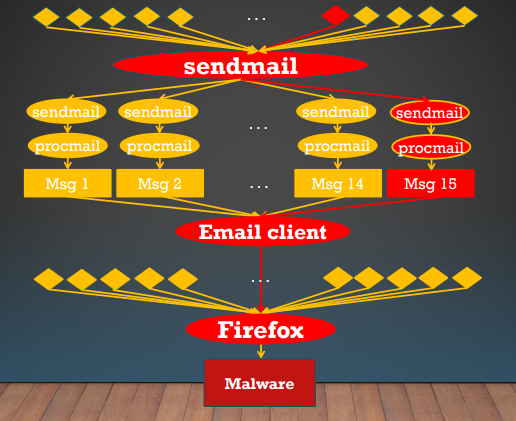 ...
sendmail
sendmail sendmail ... sendmail sendmail
procmail procmail procmail procmail
Msg 1 Msg 2 ... Msg 14 Msg 15
Email client
...
Firefox
Malware